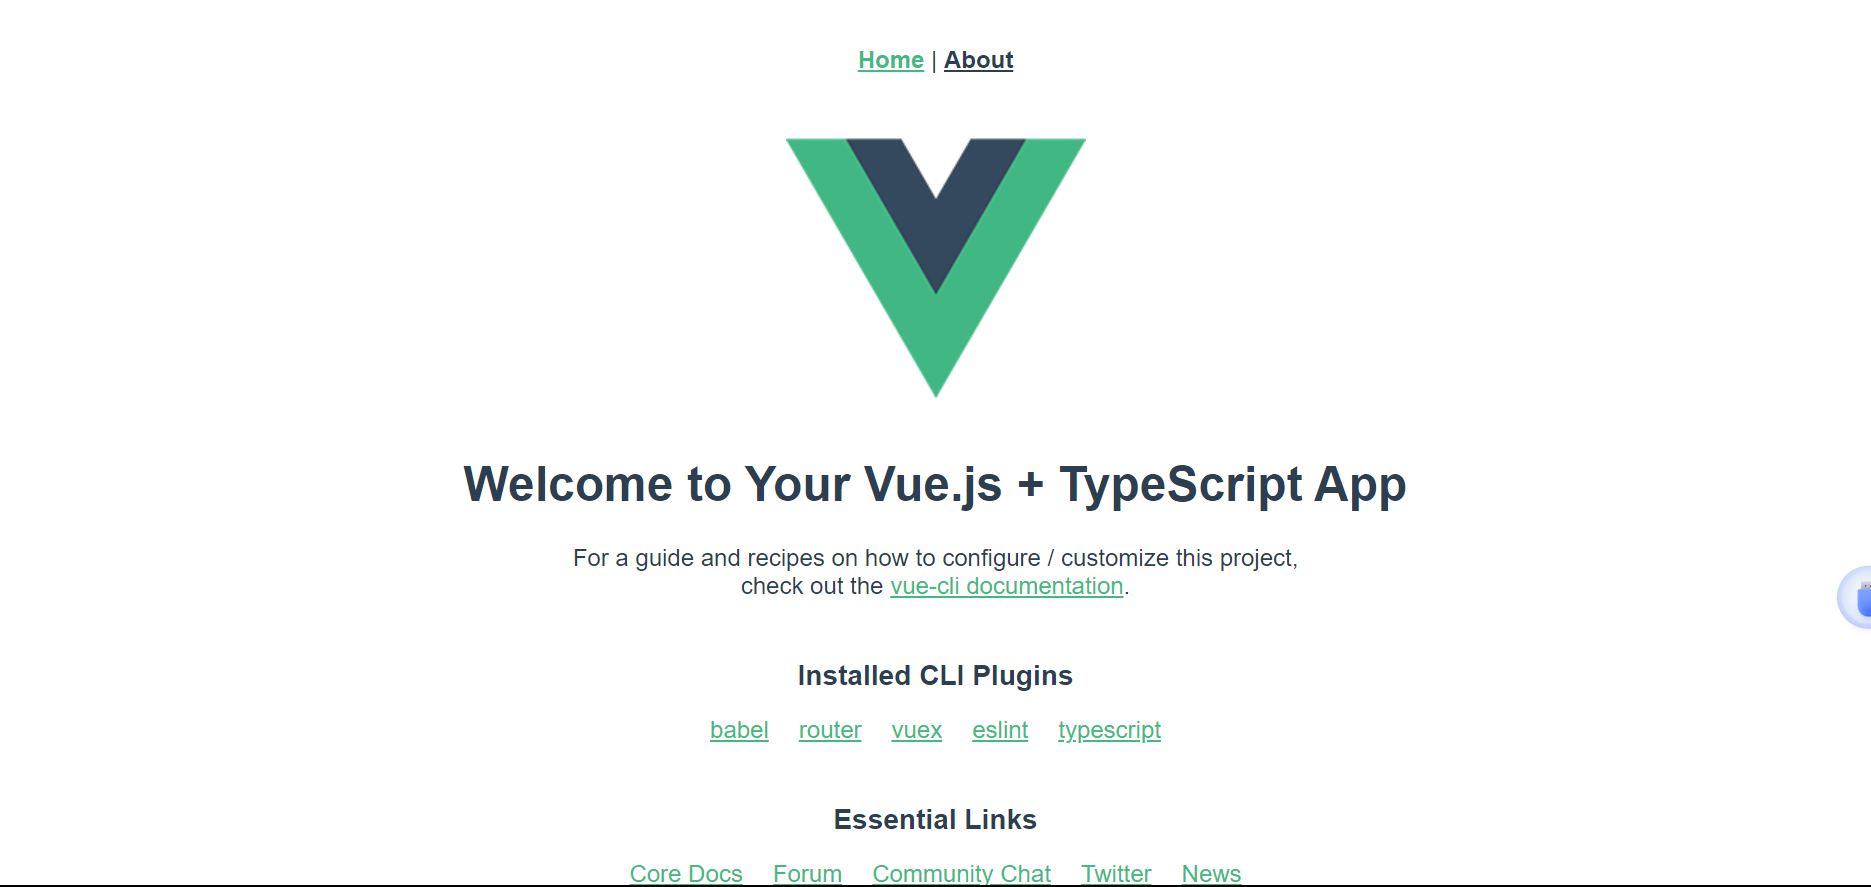 Home | About
Welcome to Your Vue.js + TypeScript App
For a guide and recipes on how to configure / customize this project,
check out the vue-cli documentation.
Installed CLI Plugins
babel router vuex eslint typescript
Essential Links
Core Docs Forum Community Chat Twitter News